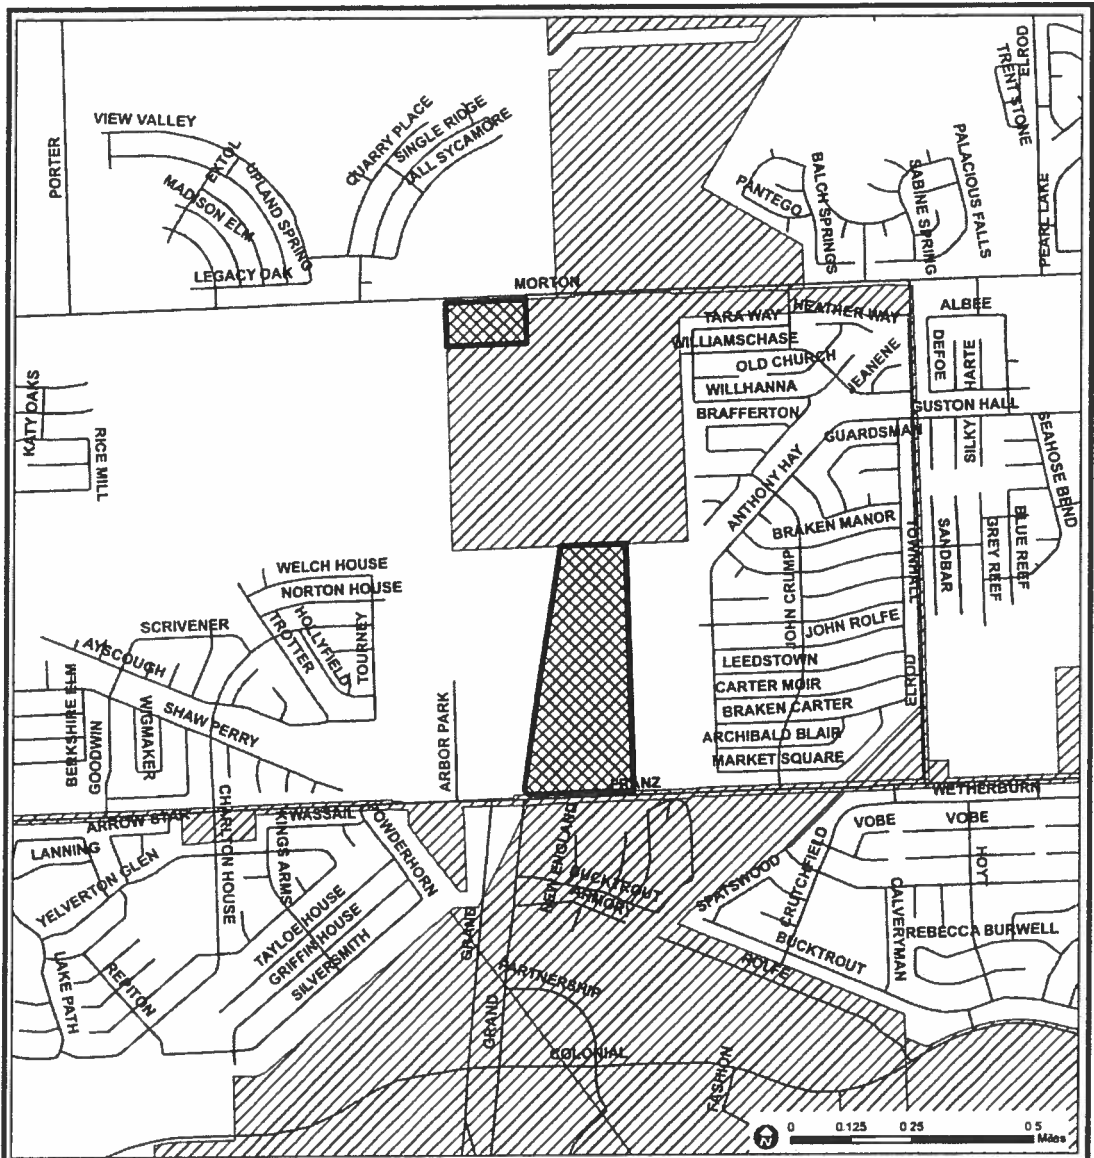 ELROD
TRENT STONE
QUARRY PLACE
SINGLE RIDGE
TALL SYCAMORE
VIEW VALLEY
PORTER
EXTOL
UPLAND SPRING
MADISON ELM
LEGACY OAK
PANTEGO
BALCH SPRINGS
SABINE SPRING
PALACIOUS FALLS
PEARL LAKE
MORTON
TARA WAY
HEATHER WAY
ALBEE
WILLIAMSCHASE
OLD CHURCH
JEANENE
DEFOE
HARTE
WILLHANNA
BRAFFERTON
GUSTON HALL
KATY OAKS
RICE MILL
GUARDSMAN
SILKY
SEAHOSE BEND
ANTHONY HAY
BRAKEN MANOR
TOWNHALL
SANDBAR
GREY REEF
BLUE REEF
WELCH HOUSE
NORTON HOUSE
HOLLYFIELD
TROTTER
TOURNEY
SCRIVENER
AYSCOUGH
JOHN CRUMP
JOHN ROLFE
LEEDSTOWN
CARTER MOIR
BRAKEN CARTER
ELROD
ARCHIBALD BLAIR
MARKET SQUARE
BERKSHIRE ELM
GOODWIN
WIGMAKER
SHAW PERRY
ARBOR PARK
FRANZ
WETHERBURN
ARROW STAR
CHARLTON HOUSE
KINGS ARMS
WASSAIL
POWDERHORN
LANNING
YELVERTON GLEN
NEW ENGLAND
BUCKTROUT
ARMORY
SPATSWOOD
CRUTCHFIELD
VOBE
VOBE
HOYT
CALVERYMAN
REBECCA BURWELL
TAYLOE HOUSE
GRIFFIN HOUSE
SILVERSMITH
GRAND
BUCKTROUT
ROLFE
LAKE PATH
REPITON
PARTNERSHIP
GRAND
COLONIAL
FASHION
N
0 0.125 0.25 0.5
Miles